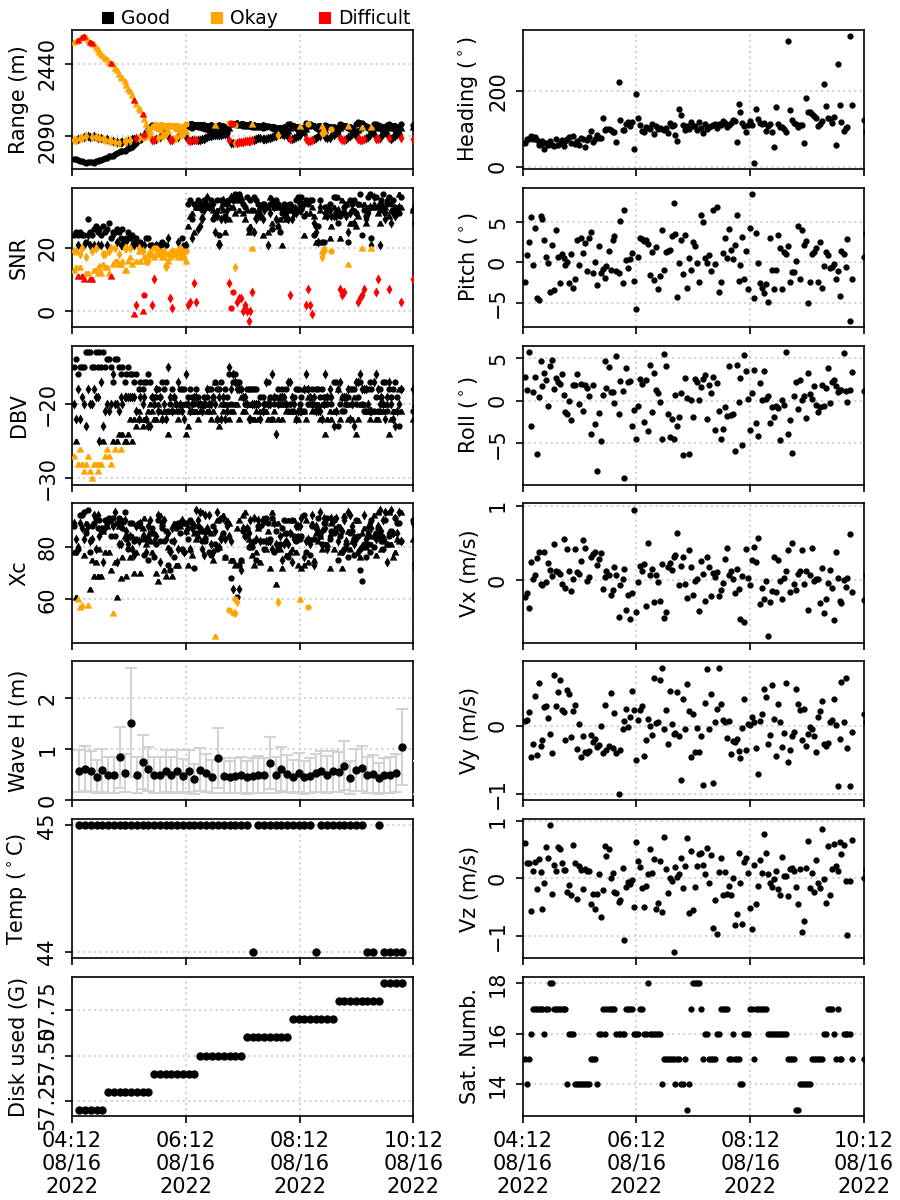 Good Okay Difficult
Range (m)
2440
2090
Heading (°)
200
0
SNR
20
0
Pitch (°)
5
0
−5
DBV
−20
−30
Roll (°)
5
0
−5
Xc
80
60
Vx (m/s)
1
0
Wave H (m)
2
1
0
Vy (m/s)
0
−1
Temp (°C)
45
44
Vz (m/s)
1
0
−1
Disk used (G)
57.75
57.50
57.25
Sat. Numb.
18
16
14
04:12 06:12 08:12 10:12
08/16 08/16 08/16 08/16
2022 2022 2022 2022
04:12 06:12 08:12 10:12
08/16 08/16 08/16 08/16
2022 2022 2022 2022